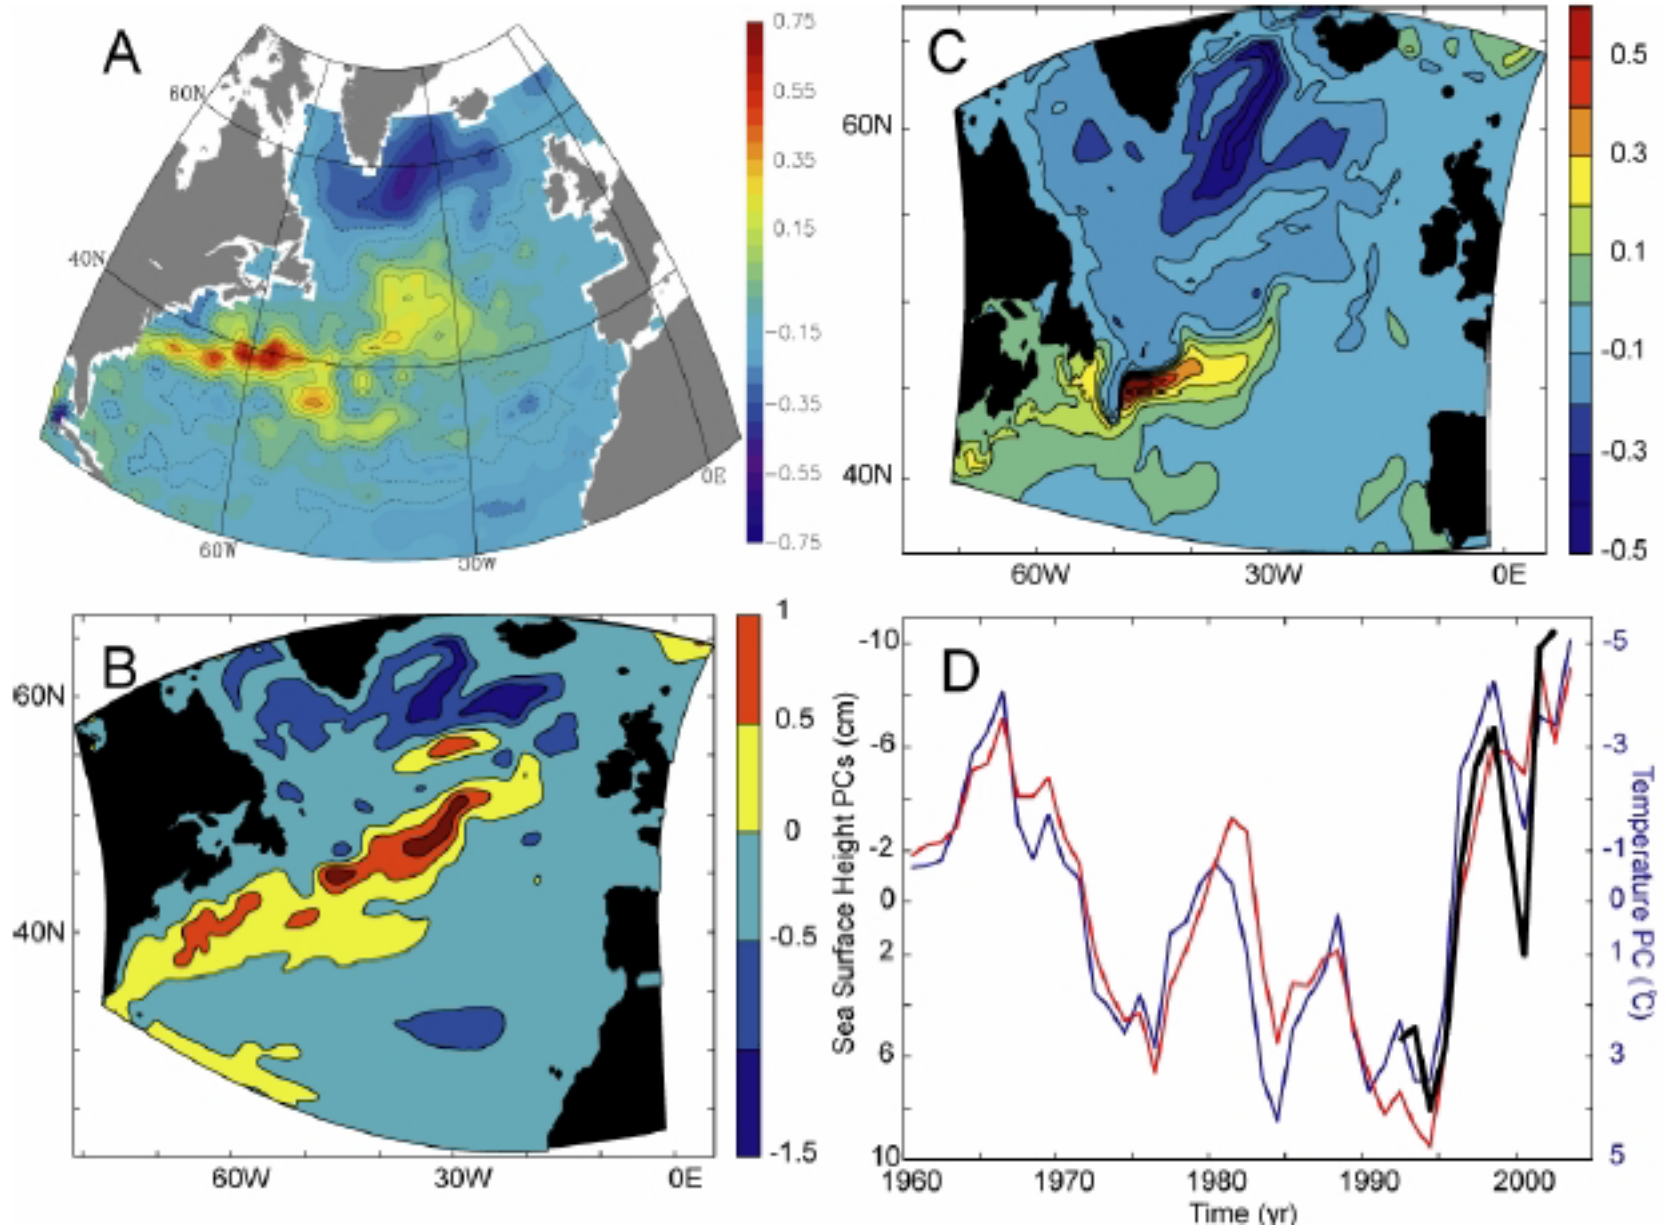 A
60N
40N
60W
30W
0E
0.75
0.55
0.35
0.15
-0.15
-0.35
-0.55
-0.75
C
60N
40N
60W
30W
0E
0.5
0.3
0.1
-0.1
-0.3
-0.5
B
60N
40N
60W
30W
0E
1
0.5
0
-0.5
-1.5
D
Sea Surface Height PCs (cm)
-10
-6
-2
0
2
6
10
Temperature PC (°C)
-5
-3
-1
0
1
3
5
1960
1970
1980
1990
2000
Time (yr)